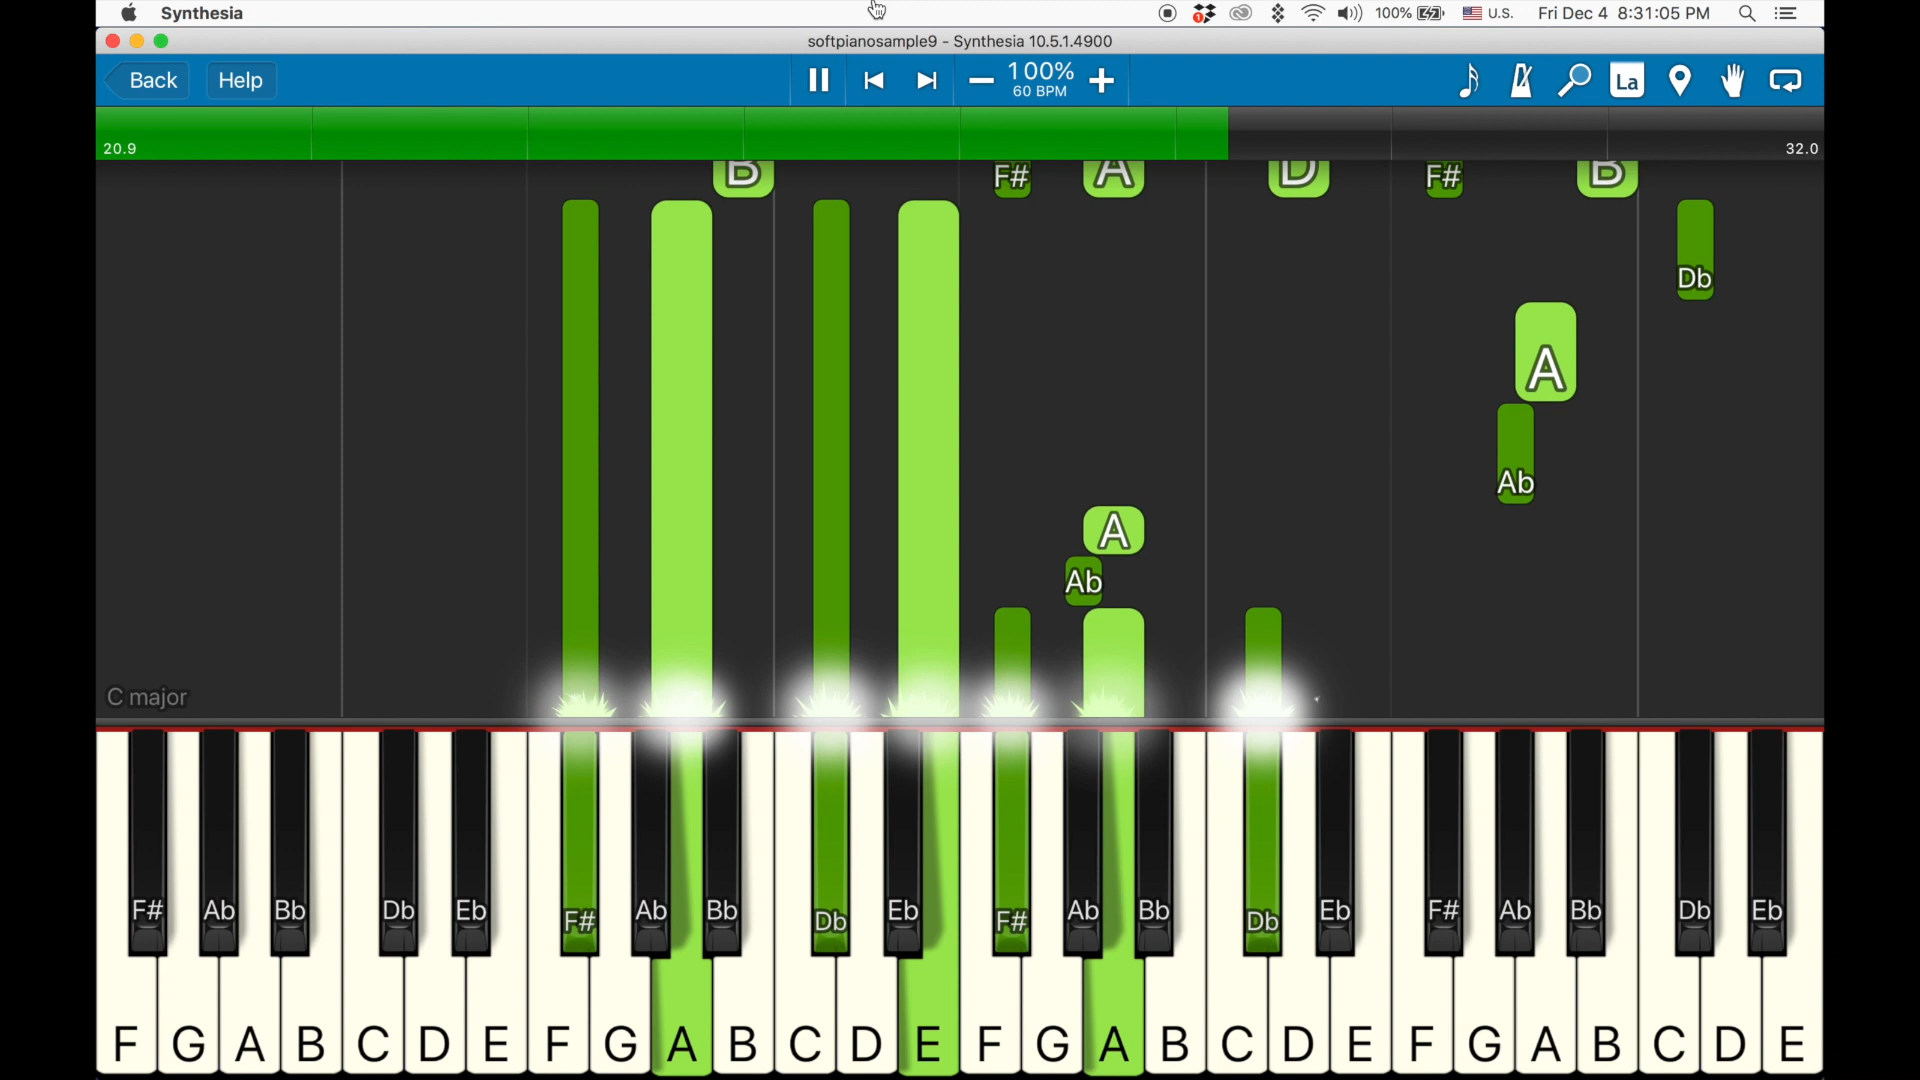 Synthesia
1
100%
U.S.
Fri Dec 4 8:31:05 PM
softpianosample9 - Synthesia 10.5.1.4900
Back
Help
100%
60 BPM
La
20.9
32.0
B
F#
A
D
F#
B
Db
A
Ab
A
Ab
C major
F# Ab Bb Db Eb F# Ab Bb Db Eb F# Ab Bb Db Eb F# Ab Bb Db Eb
F G A B C D E F G A B C D E F G A B C D E F G A B C D E